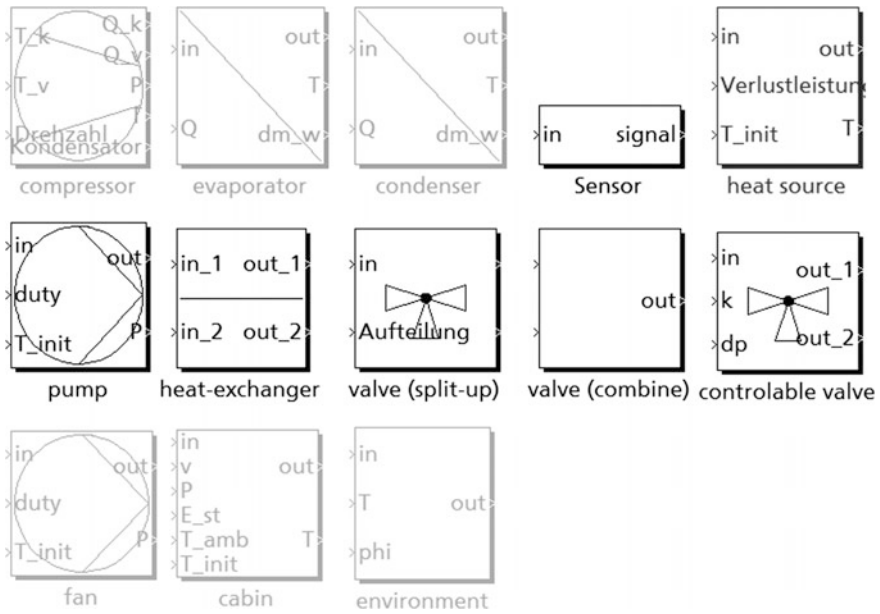 T_k
Q_k
Q_v
T_v
P
T
Drehzahl
Kondensator
compressor
in
out
T
Q
dm_w
evaporator
in
out
T
Q
dm_w
condenser
in
signal
Sensor
in
out
Verlustleistung
T_init
T
heat source
in
out
duty
T_init
P
pump
in_1
out_1
in_2
out_2
heat-exchanger
in
Aufteilung
valve (split-up)
out
valve (combine)
in
out_1
k
dp
out_2
controlable valve
in
out
duty
T_init
P
fan
in
v
out
P
E_st
T_amb
T
T_init
cabin
in
T
out
phi
environment